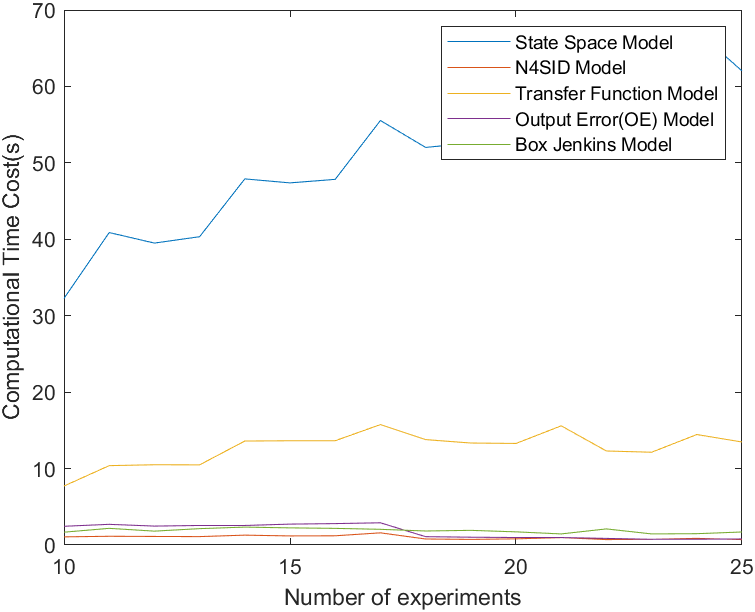 70
60
50
40
30
20
10
0
Computational Time Cost(s)
State Space Model
N4SID Model
Transfer Function Model
Output Error(OE) Model
Box Jenkins Model
10
15
20
25
Number of experiments